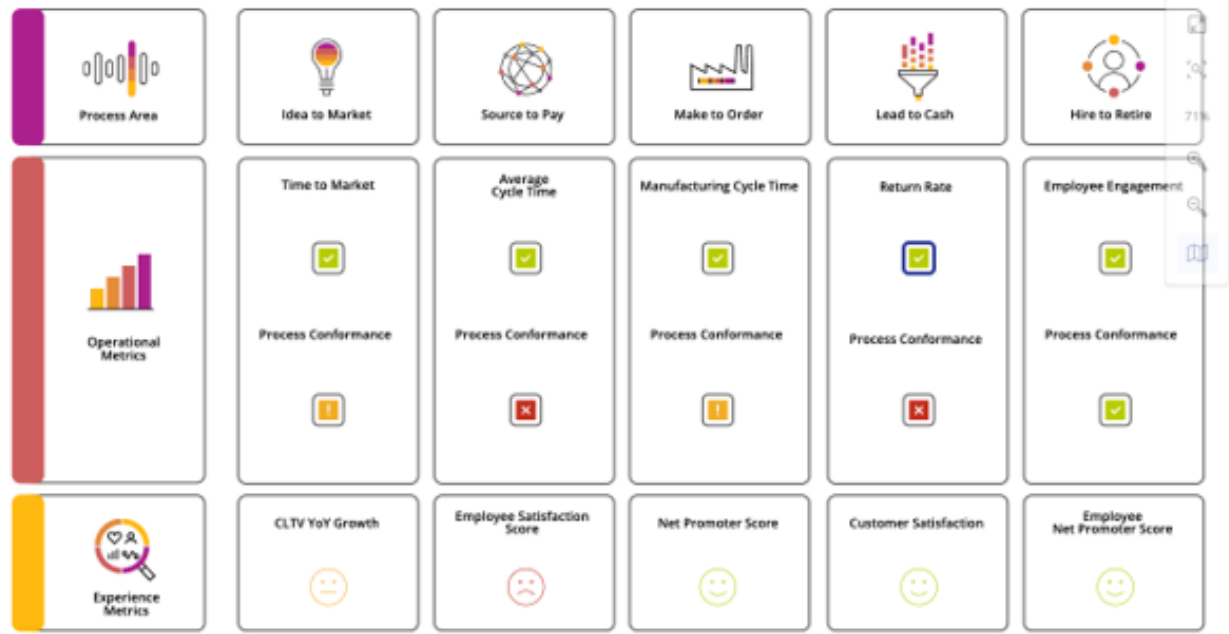 Process Area
Idea to Market
Source to Pay
Make to Order
Lead to Cash
Hire to Retire
71%
Operational
Metrics
Time to Market
Average
Cycle Time
Manufacturing Cycle Time
Return Rate
Employee Engagement
Process Conformance
Process Conformance
Process Conformance
Process Conformance
Process Conformance
Experience
Metrics
CLTV YoY Growth
Employee Satisfaction
Score
Net Promoter Score
Customer Satisfaction
Employee
Net Promoter Score